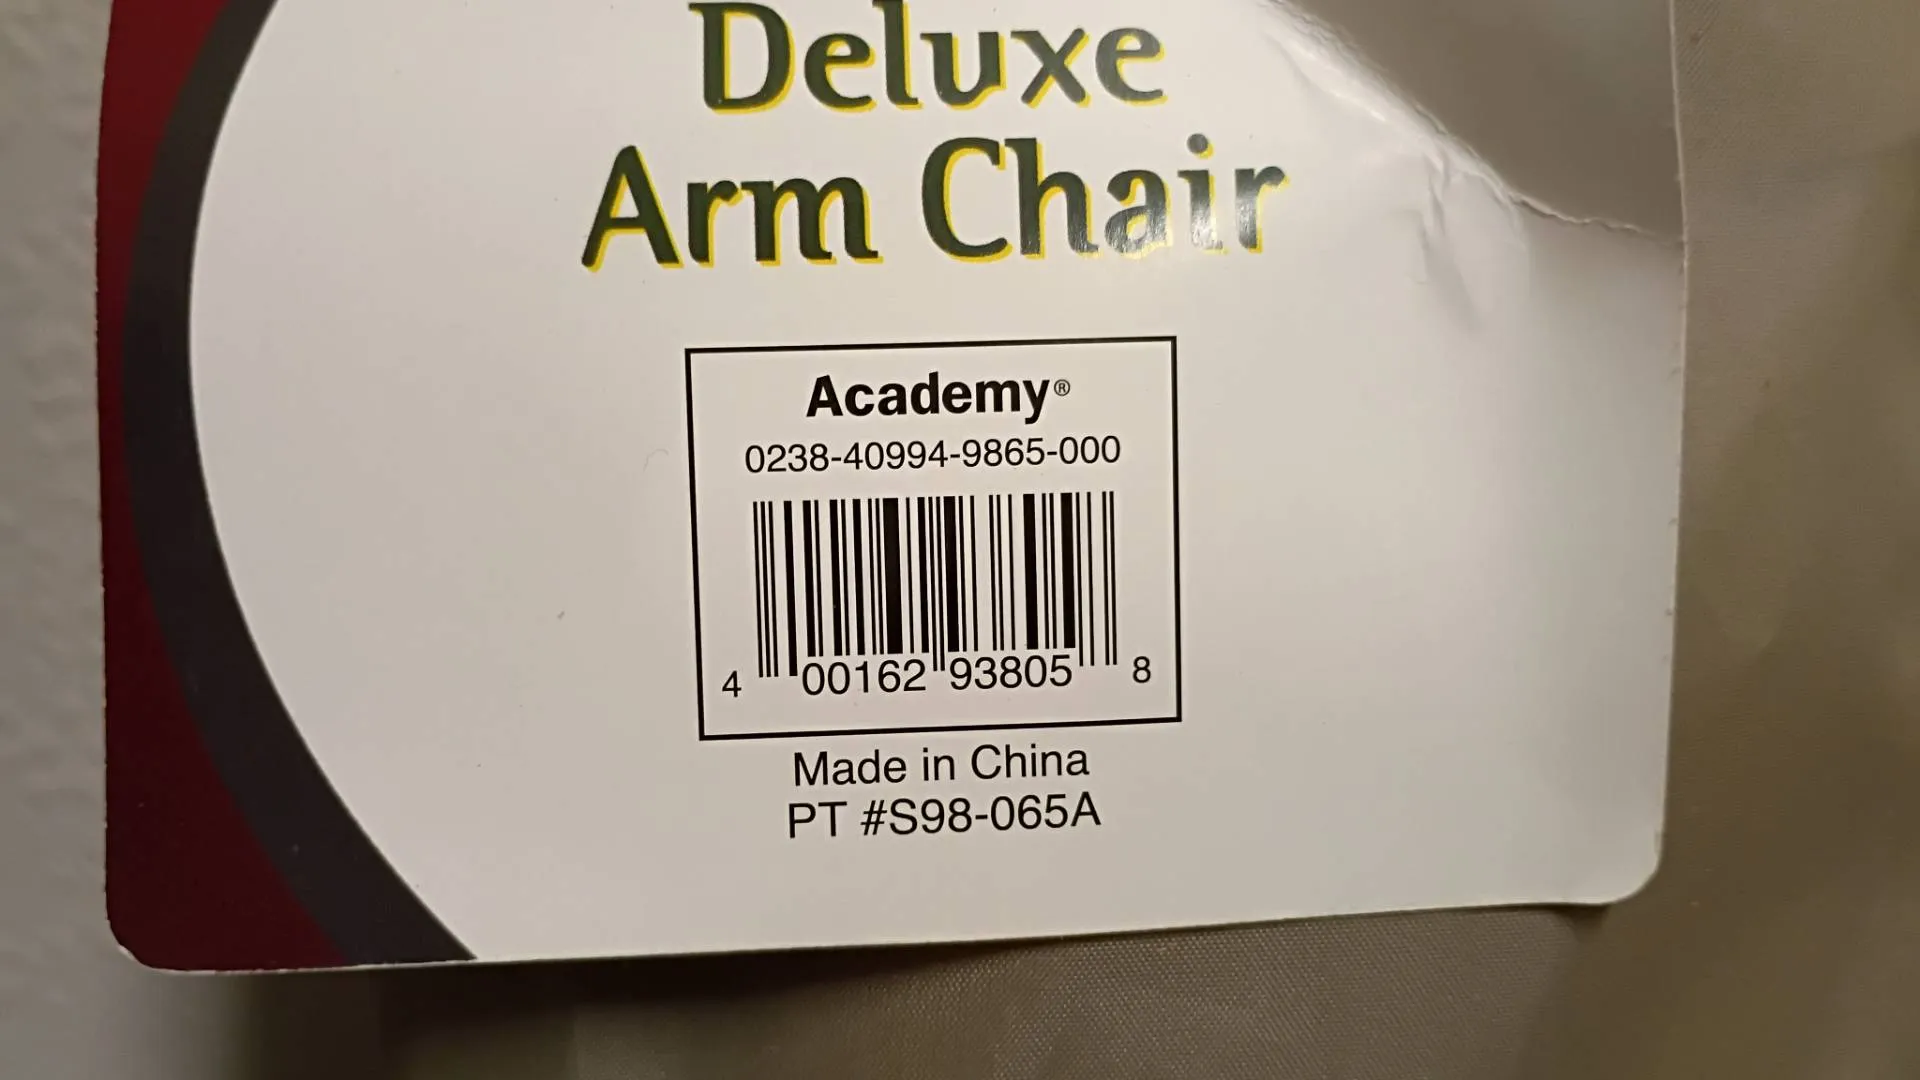 Deluxe
Arm Chair
Academy®
0238-40994-9865-000
4 00162 93805 8
Made in China
PT #S98-065A